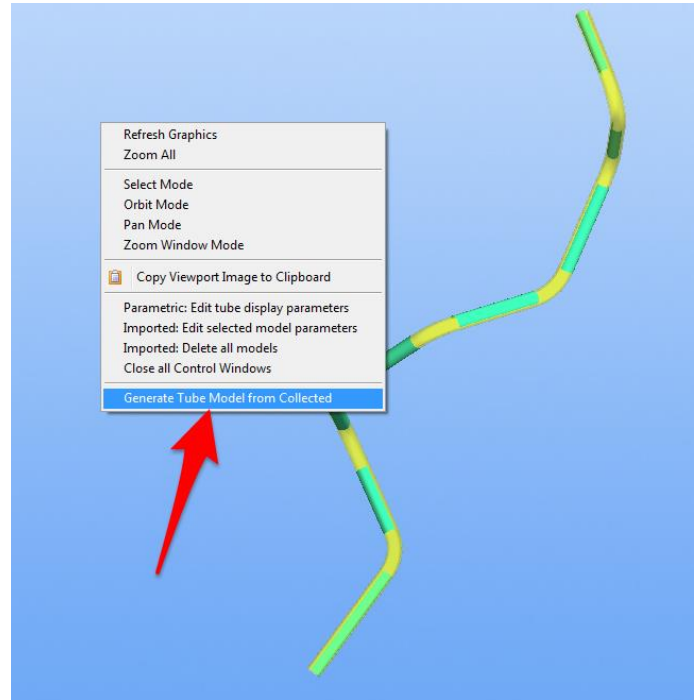 Refresh Graphics
Zoom All
Select Mode
Orbit Mode
Pan Mode
Zoom Window Mode
Copy Viewport Image to Clipboard
Parametric: Edit tube display parameters
Imported: Edit selected model parameters
Imported: Delete all models
Close all Control Windows
Generate Tube Model from Collected